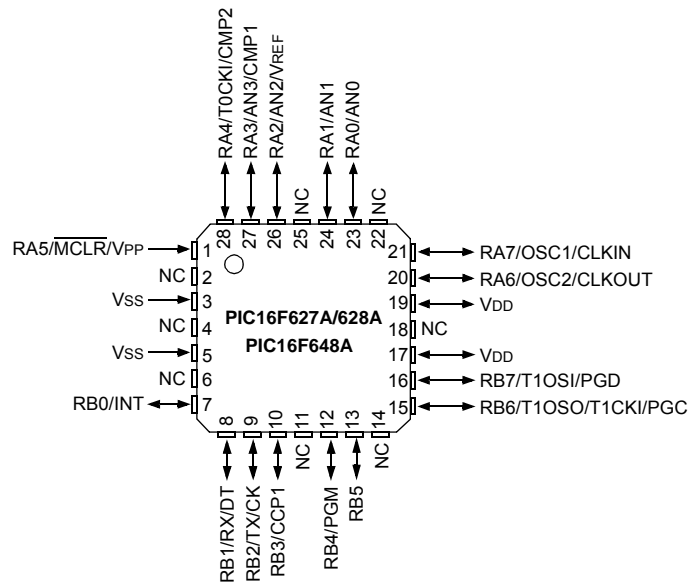 RA4/T0CKI/CMP2
RA3/AN3/CMP1
RA2/AN2/VREF
NC
RA1/AN1
RA0/AN0
NC
28
27
26
25
24
23
22
RA5/MCLR/VPP
1
NC
2
VSS
3
NC
4
VSS
5
NC
6
RB0/INT
7
PIC16F627A/628A
PIC16F648A
21
RA7/OSC1/CLKIN
20
RA6/OSC2/CLKOUT
19
VDD
18
NC
17
VDD
16
RB7/T1OSI/PGD
15
RB6/T1OSO/T1CKI/PGC
8
9
10
11
12
13
14
RB1/RX/DT
RB2/TX/CK
RB3/CCP1
NC
RB4/PGM
RB5
NC